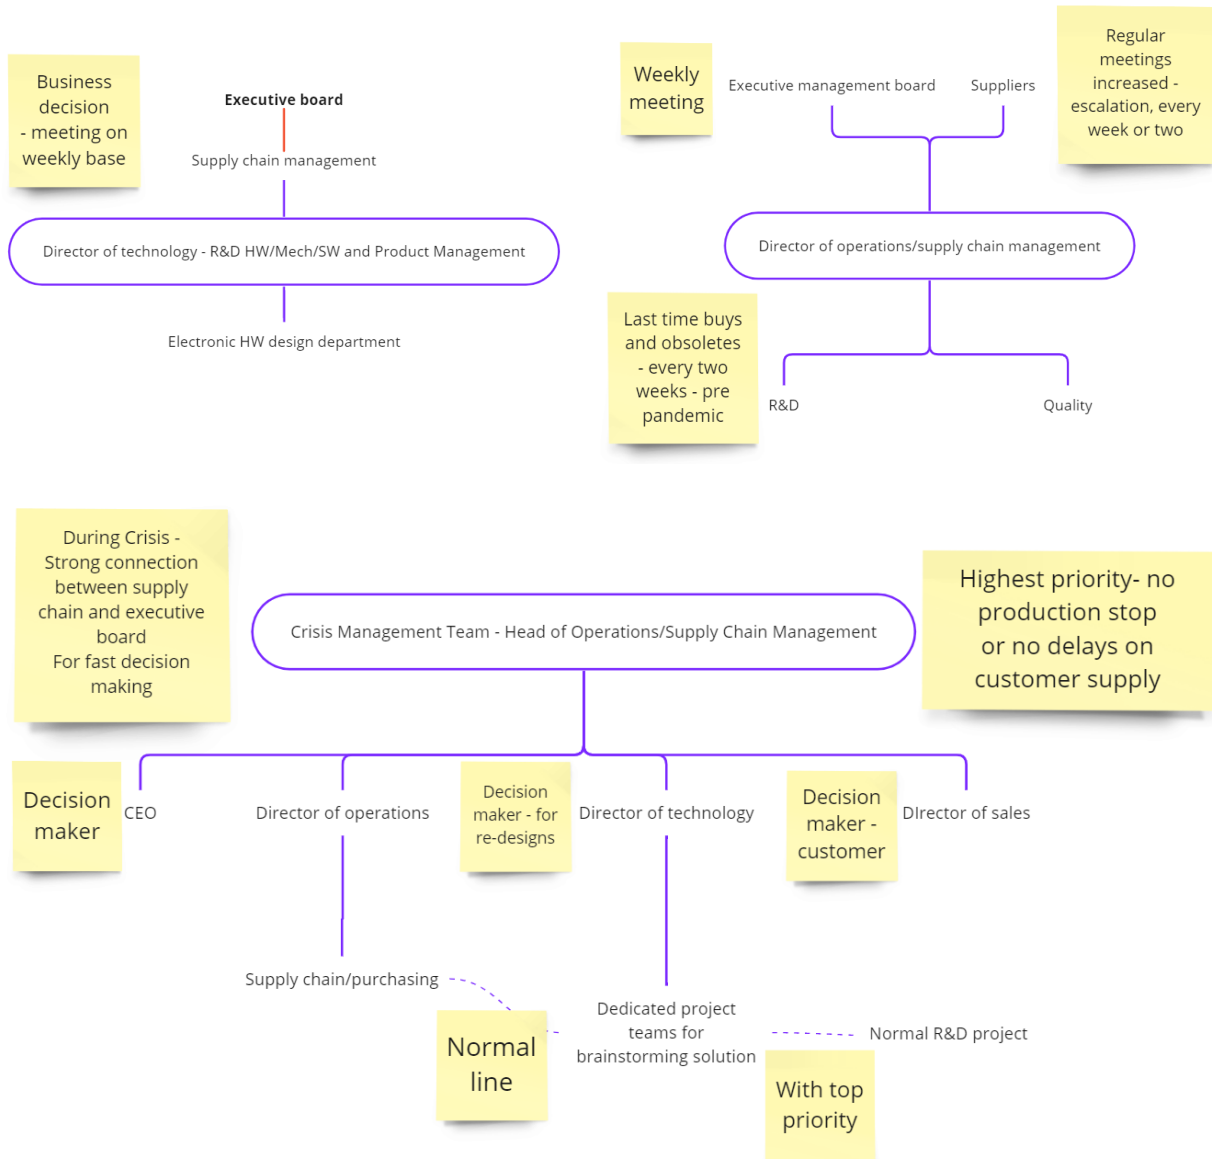 Business
decision
- meeting on
weekly base
Executive board
Supply chain management
Director of technology - R&D HW/Mech/SW and Product Management
Electronic HW design department
Weekly
meeting
Executive management board
Suppliers
Regular
meetings
increased -
escalation, every
week or two
Director of operations/supply chain management
Last time buys
and obsoletes
- every two
weeks - pre
pandemic
R&D
Quality
During Crisis -
Strong connection
between supply
chain and executive
board
For fast decision
making
Crisis Management Team - Head of Operations/Supply Chain Management
Highest priority- no
production stop
or no delays on
customer supply
Decision
maker
CEO
Director of operations
Decision
maker - for
re-designs
Director of technology
Decision
maker -
customer
DIrector of sales
Supply chain/purchasing
Normal
line
Dedicated project
teams for
brainstorming solution
Normal R&D project
With top
priority